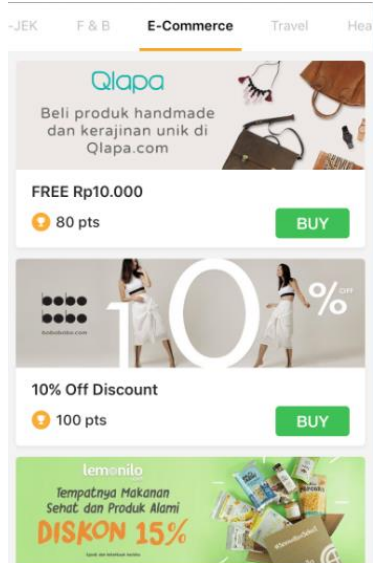 -JEK F & B E-Commerce Travel Hea
Qlapa
Beli produk handmade
dan kerajinan unik di
Qlapa.com
FREE Rp10.000
80 pts BUY
10 % OFF
bobo
bobo
bobobobo.com
10% Off Discount
100 pts BUY
lemonilo
Tempatnya Makanan
Sehat dan Produk Alami
DISKON 15%